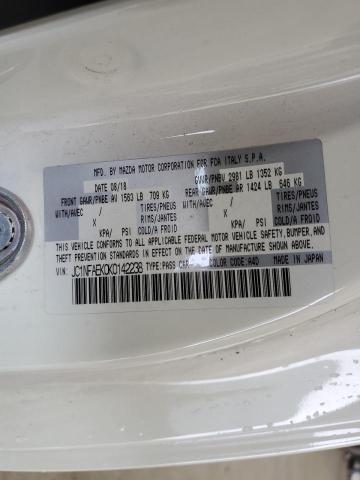 MFD. BY MAZDA MOTOR CORPORATION FOR FCA ITALY S.P.A.
DATE 08/18 GVWR/PNBV 2981 LB 1352 KG
FRONT GAWR/PNBE AV 1563 LB 709 KG REAR GAWR/PNBE AR 1424 LB 646 KG
WITH/AVEC / TIRES/PNEUS WITH/AVEC / TIRES/PNEUS
X RIMS/JANTES X RIMS/JANTES
KPA/ PSI COLD/A FROID KPA/ PSI COLD/A FROID
THIS VEHICLE CONFORMS TO ALL APPLICABLE FEDERAL MOTOR VEHICLE SAFETY, BUMPER, AND
THEFT PREVENTION STANDARDS IN EFFECT ON THE DATE OF MANUFACTURE SHOWN ABOVE.
JC1NFAEK0K0142238 TYPE:PASS CAR COLOR CODE: A4D MADE IN JAPAN